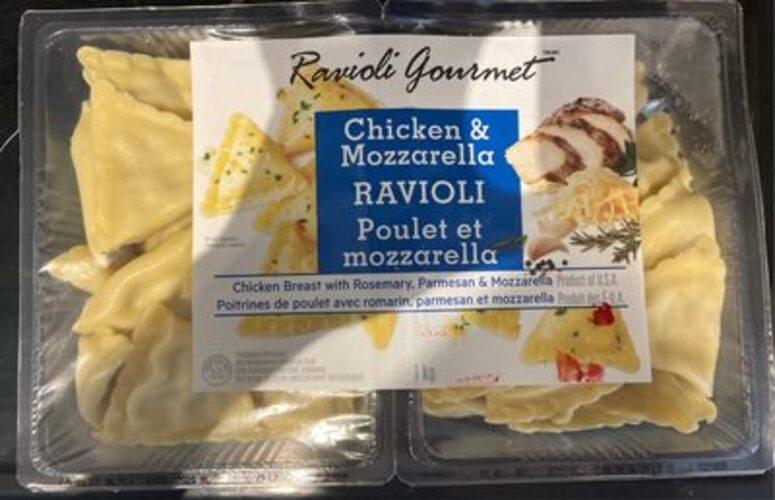 Ravioli Gourmet
Chicken &
Mozzarella
RAVIOLI
Poulet et
mozzarella
Chicken Breast with Rosemary, Parmesan & Mozzarella Product of U.S.A.
Poitrines de poulet avec romarin, parmesan et mozzarella Produit des É.-U.A.
1 kg